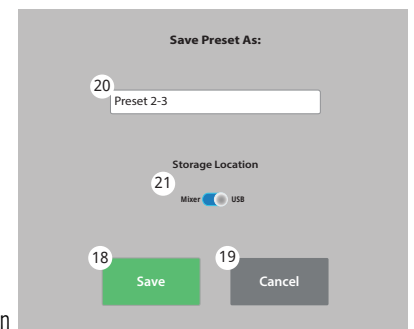 Save Preset As:
20
Preset 2-3
Storage Location
21
Mixer USB
18 19
Save Cancel
n